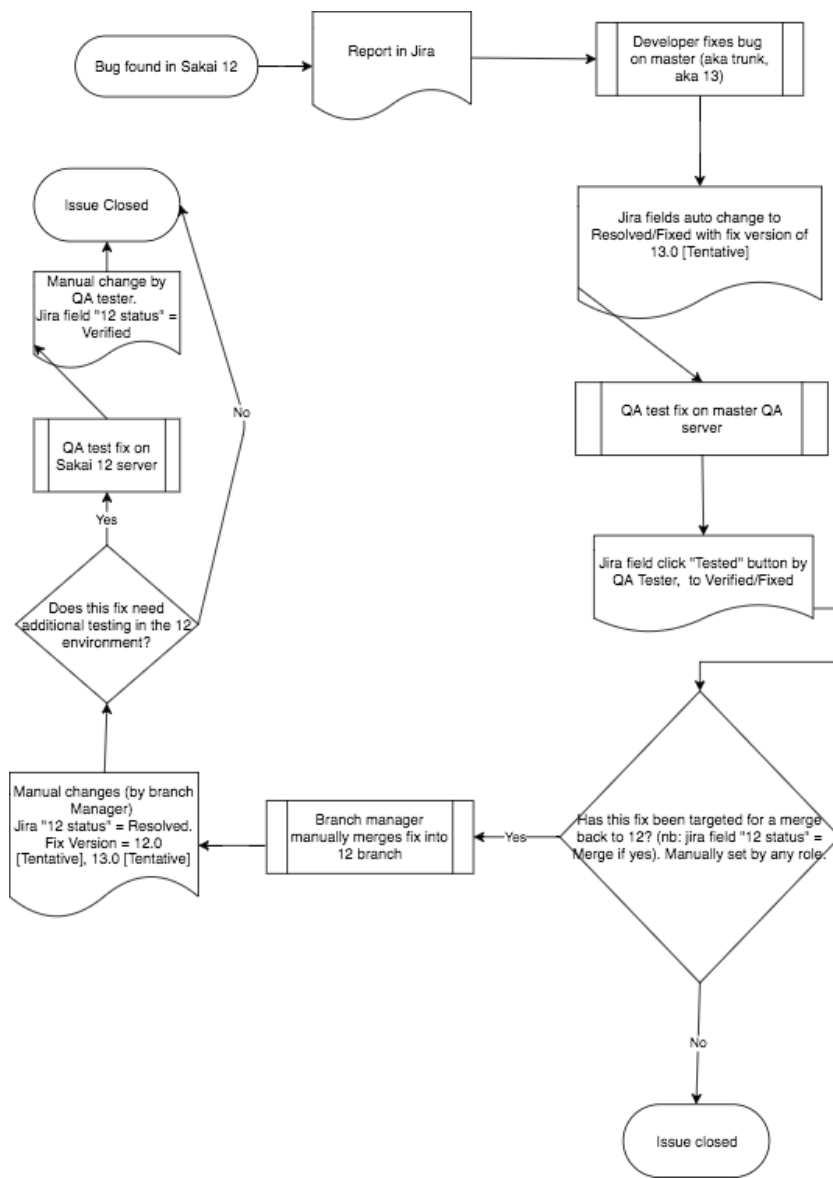 Bug found in Sakai 12
Report in Jira
Developer fixes bug
on master (aka trunk,
aka 13)
Jira fields auto change to
Resolved/Fixed with fix version of
13.0 [Tentative]
QA test fix on master QA
server
Jira field click "Tested" button by
QA Tester, to Verified/Fixed
Has this fix been targeted for a merge
back to 12? (nb: jira field "12 status" =
Merge if yes). Manually set by any role.
No
Issue closed
Yes
Branch manager
manually merges fix into
12 branch
Manual changes (by branch
Manager)
Jira "12 status" = Resolved.
Fix Version = 12.0
[Tentative], 13.0 [Tentative]
Does this fix need
additional testing in the 12
environment?
Yes
No
QA test fix on
Sakai 12 server
Manual change by
QA tester.
Jira field "12 status" =
Verified
Issue Closed